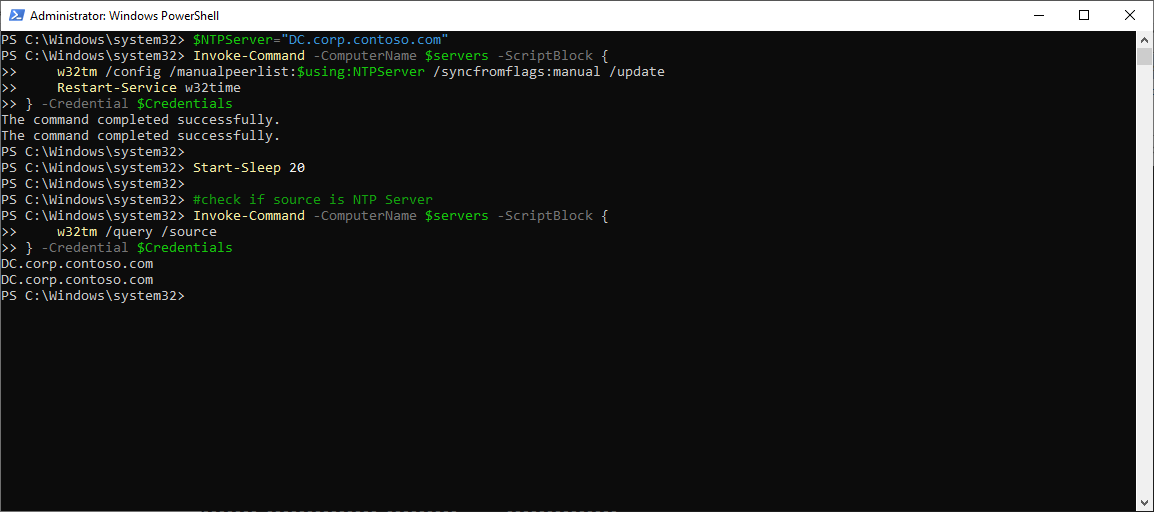 Administrator: Windows PowerShell
PS C:\Windows\system32> $NTPServer="DC.corp.contoso.com"
PS C:\Windows\system32> Invoke-Command -ComputerName $servers -ScriptBlock {
>>     w32tm /config /manualpeerlist:$using:NTPServer /syncfromflags:manual /update
>>     Restart-Service w32time
>> } -Credential $Credentials
The command completed successfully.
The command completed successfully.
PS C:\Windows\system32>
PS C:\Windows\system32> Start-Sleep 20
PS C:\Windows\system32>
PS C:\Windows\system32> #check if source is NTP Server
PS C:\Windows\system32> Invoke-Command -ComputerName $servers -ScriptBlock {
>>     w32tm /query /source
>> } -Credential $Credentials
DC.corp.contoso.com
DC.corp.contoso.com
PS C:\Windows\system32>